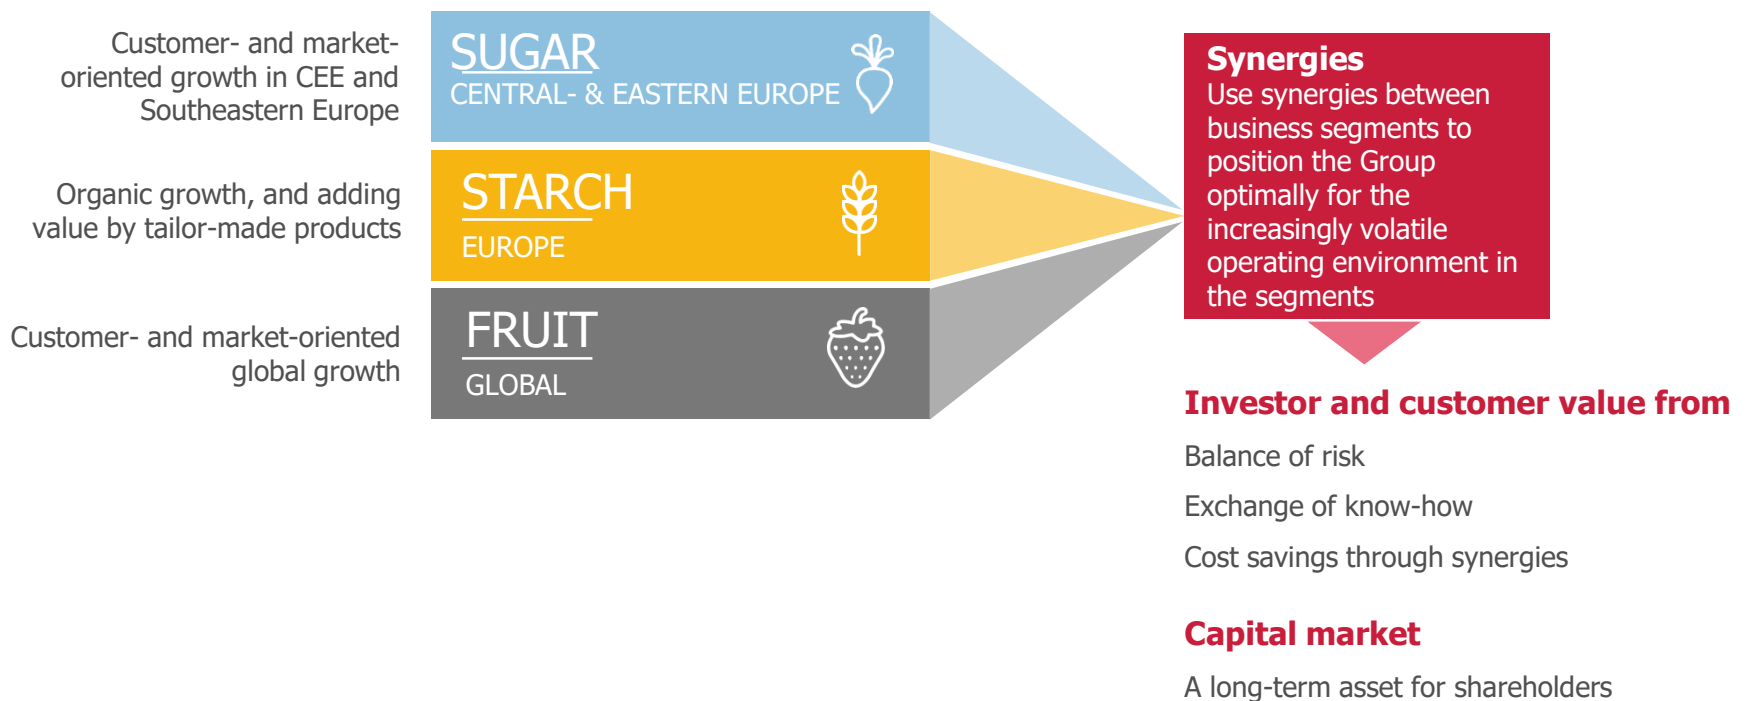 Customer- and market-
oriented growth in CEE and
Southeastern Europe
SUGAR
CENTRAL- & EASTERN EUROPE
Organic growth, and adding
value by tailor-made products
STARCH
EUROPE
Customer- and market-oriented
global growth
FRUIT
GLOBAL
Synergies
Use synergies between
business segments to
position the Group
optimally for the
increasingly volatile
operating environment in
the segments
Investor and customer value from
Balance of risk
Exchange of know-how
Cost savings through synergies
Capital market
A long-term asset for shareholders